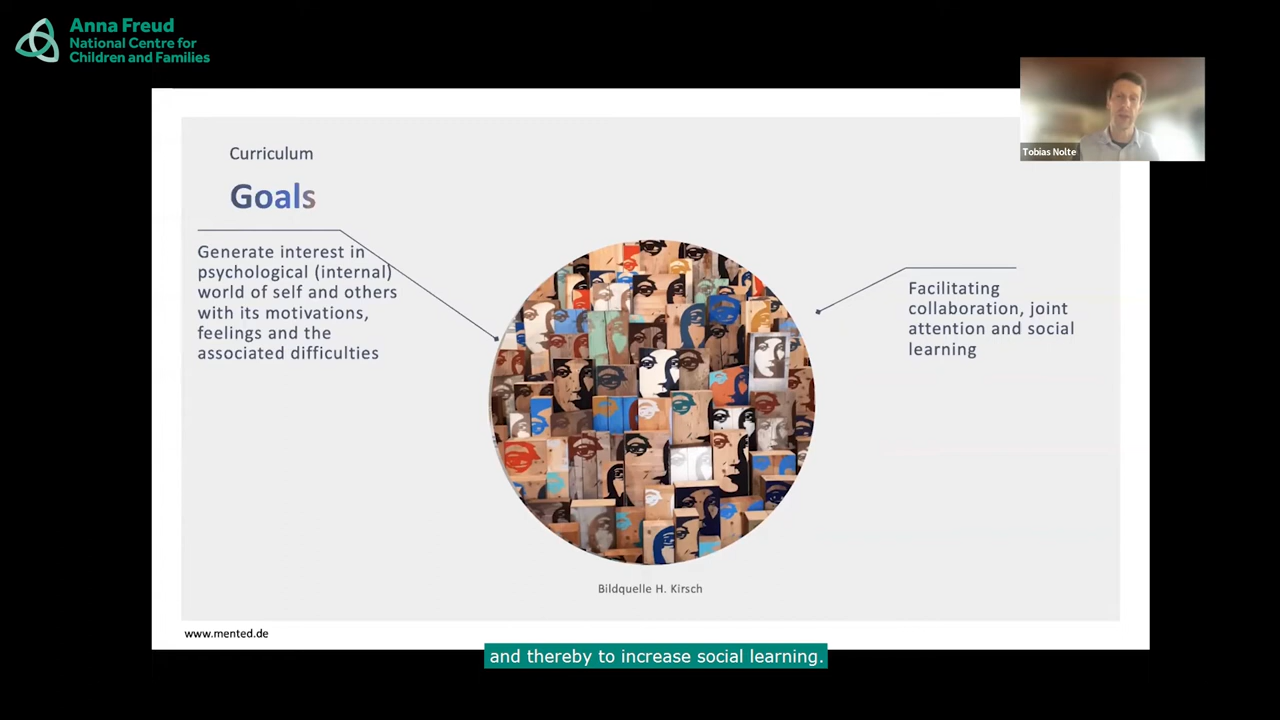 Anna Freud
National Centre for
Children and Families
Tobias Nolte
Curriculum
Goals
Generate interest in
psychological (internal)
world of self and others
with its motivations,
feelings and the
associated difficulties
Facilitating
collaboration, joint
attention and social
learning
Bildquelle H. Kirsch
www.mented.de
and thereby to increase social learning.